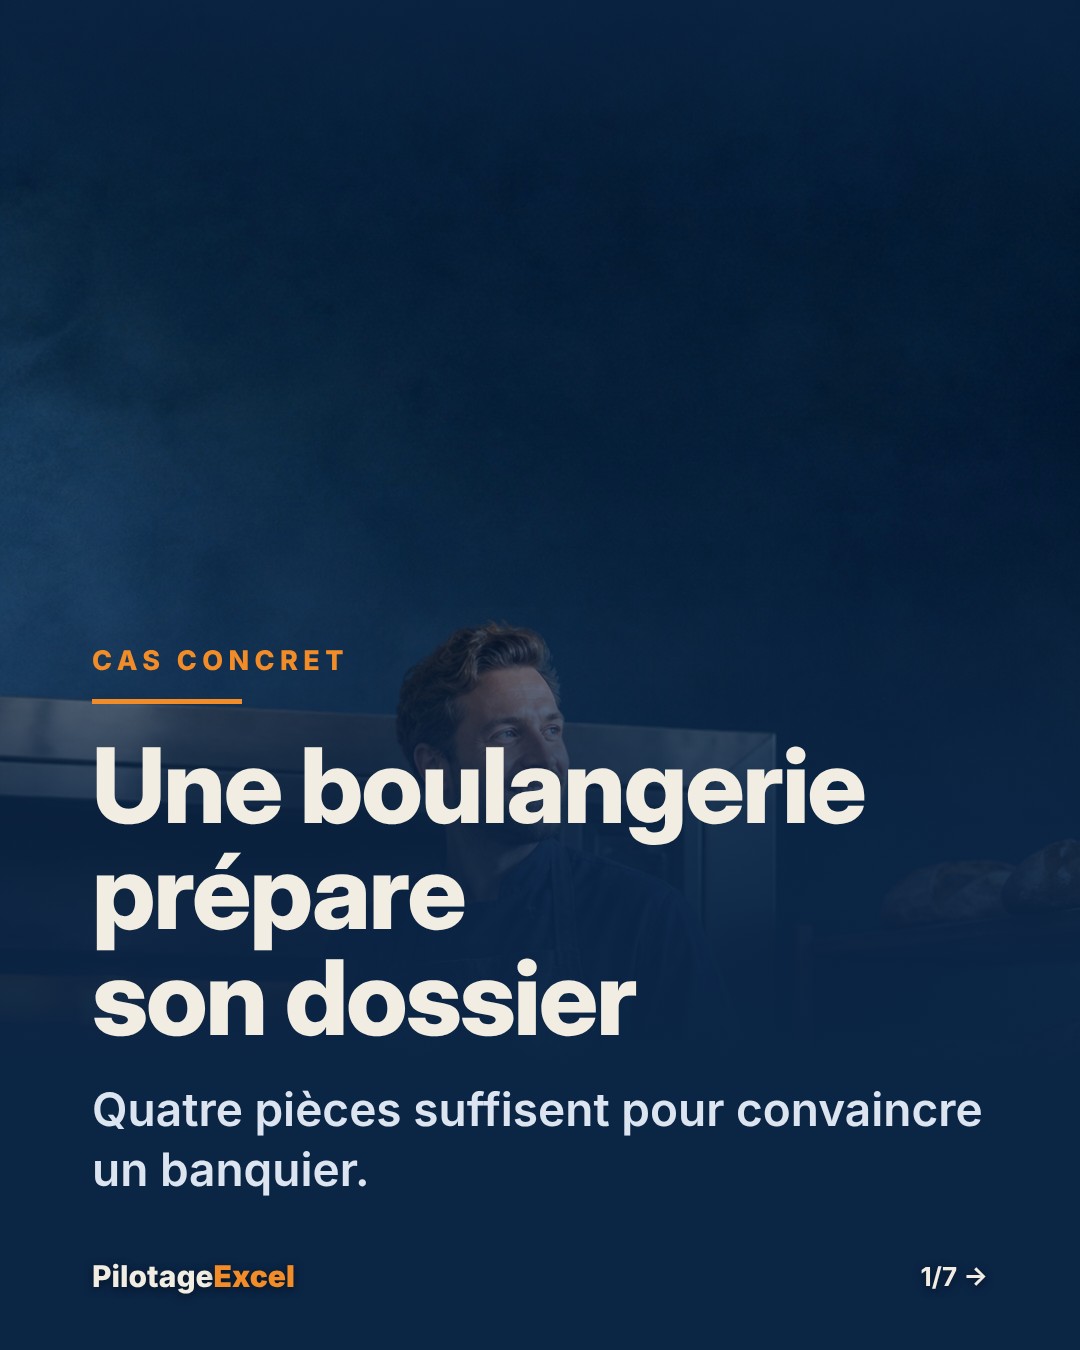 CAS CONCRET
Une boulangerie
prépare
son dossier
Quatre pièces suffisent pour convaincre
un banquier.
PilotageExcel
1/7 →